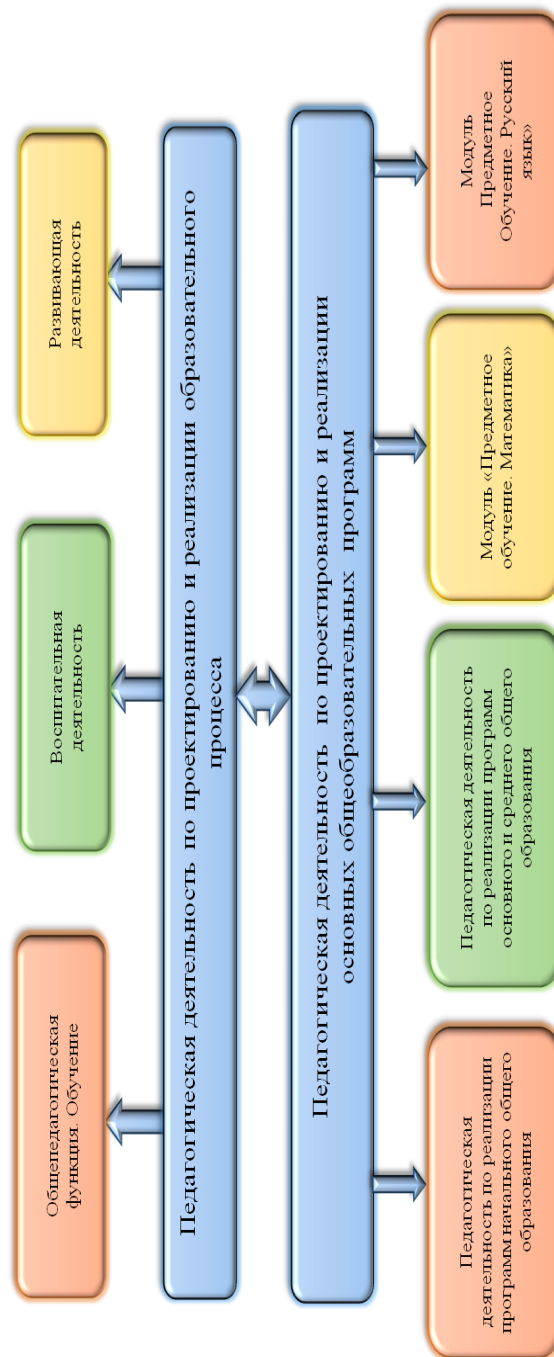 Общепедагогическая
функция. Обучение
Воспитательная
деятельность
Развивающая
деятельность
Педагогическая деятельность по проектированию и реализации образовательного
процесса
Педагогическая деятельность по проектированию и реализации
основных общеобразовательных программ
Педагогическая
деятельность по реализации
программ начального общего
образования
Педагогическая деятельность
по реализации программ
основного и среднего общего
образования
Модуль «Предметное
обучение. Математика»
Модуль
Предметное
Обучение. Русский
язык»